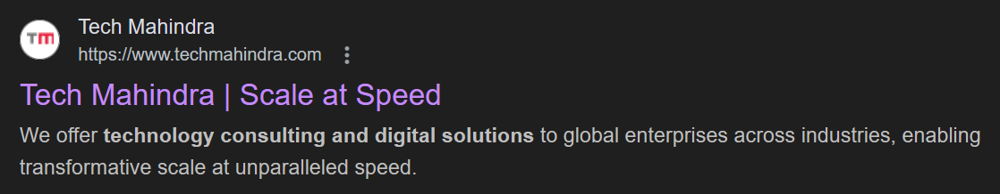 TM
Tech Mahindra
https://www.techmahindra.com
Tech Mahindra | Scale at Speed
We offer technology consulting and digital solutions to global enterprises across industries, enabling
transformative scale at unparalleled speed.